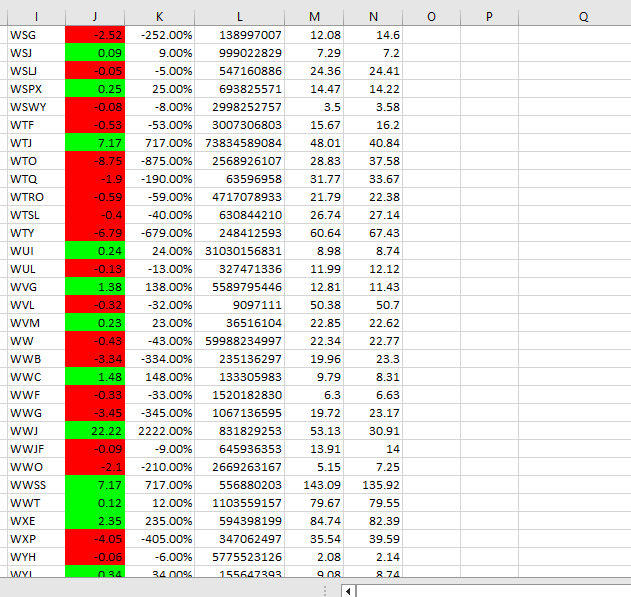 I J K L M N O P Q
WSG -2.52 -252.00% 138997007 12.08 14.6
WSJ 0.09 9.00% 999022829 7.29 7.2
WSLJ -0.05 -5.00% 547160886 24.36 24.41
WSPX 0.25 25.00% 693825571 14.47 14.22
WSWY -0.08 -8.00% 2998252757 3.5 3.58
WTF -0.53 -53.00% 3007306803 15.67 16.2
WTJ 7.17 717.00% 73834589084 48.01 40.84
WTO -8.75 -875.00% 2568926107 28.83 37.58
WTQ -1.9 -190.00% 63596958 31.77 33.67
WTRO -0.59 -59.00% 4717078933 21.79 22.38
WTSL -0.4 -40.00% 630844210 26.74 27.14
WTY -6.79 -679.00% 248412593 60.64 67.43
WUI 0.24 24.00% 31030156831 8.98 8.74
WUL -0.13 -13.00% 327471336 11.99 12.12
WVG 1.38 138.00% 5589795446 12.81 11.43
WVL -0.32 -32.00% 9097111 50.38 50.7
WVM 0.23 23.00% 36516104 22.85 22.62
WW -0.43 -43.00% 59988234997 22.34 22.77
WWB -3.34 -334.00% 235136297 19.96 23.3
WWC 1.48 148.00% 133305983 9.79 8.31
WWF -0.33 -33.00% 1520182830 6.3 6.63
WWG -3.45 -345.00% 1067136595 19.72 23.17
WWJ 22.22 2222.00% 831829253 53.13 30.91
WWJF -0.09 -9.00% 645936353 13.91 14
WWO -2.1 -210.00% 2669263167 5.15 7.25
WWSS 7.17 717.00% 556880203 143.09 135.92
WWT 0.12 12.00% 1103559157 79.67 79.55
WXE 2.35 235.00% 594398199 84.74 82.39
WXP -4.05 -405.00% 347062497 35.54 39.59
WYH -0.06 -6.00% 5775523126 2.08 2.14
0.34 34.00% 155647393 9.08 8.74